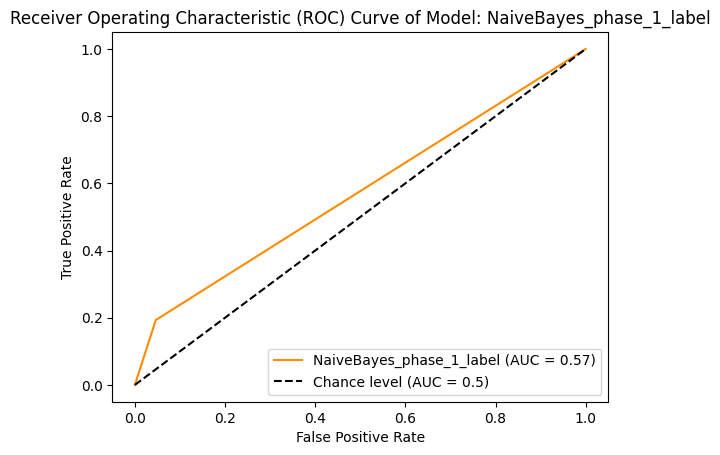 Receiver Operating Characteristic (ROC) Curve of Model: NaiveBayes_phase_1_label
1.0
0.8
0.6
0.4
0.2
0.0
True Positive Rate
NaiveBayes_phase_1_label (AUC = 0.57)
Chance level (AUC = 0.5)
0.0 0.2 0.4 0.6 0.8 1.0
False Positive Rate